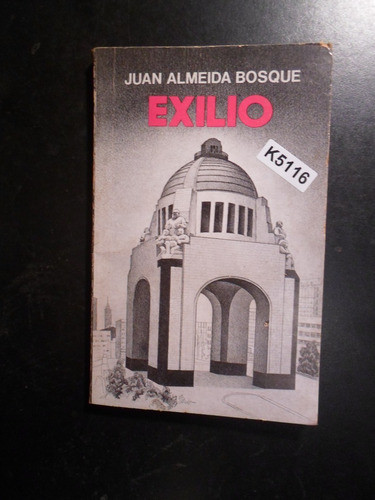 JUAN ALMEIDA BOSQUE
EXILIO
K5116